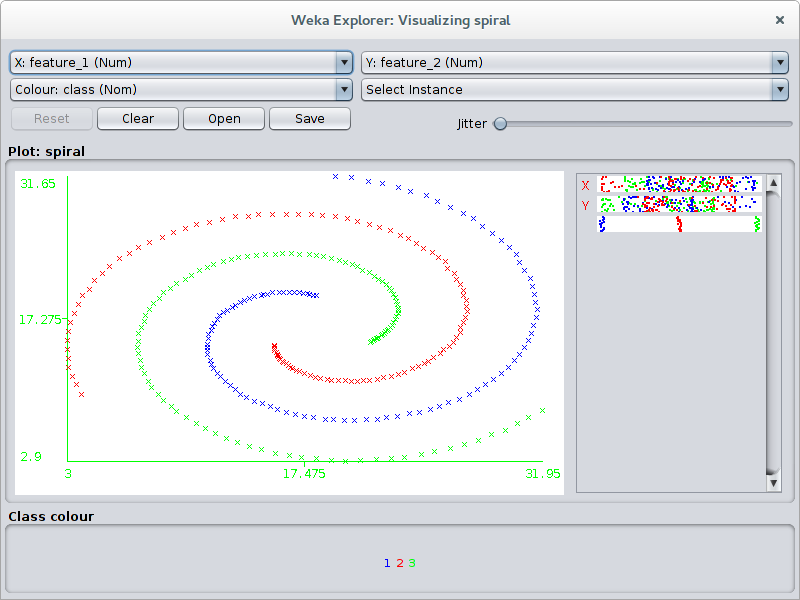 Weka Explorer: Visualizing spiral ×
X: feature_1 (Num) Y: feature_2 (Num)
Colour: class (Nom) Select Instance
Reset Clear Open Save Jitter
Plot: spiral
31.65
17.275
2.9
3 17.475 31.95
X
Y
Class colour
1 2 3